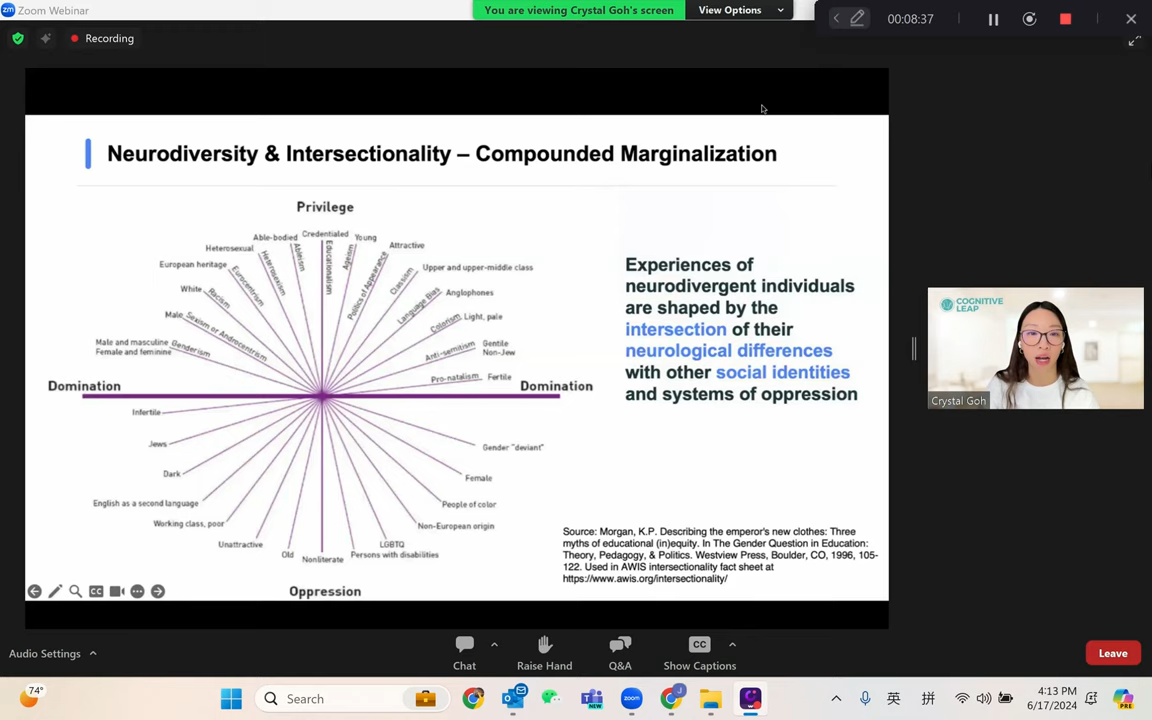 Zoom Webinar
You are viewing Crystal Goh's screen
View Options
00:08:37
Recording
Neurodiversity & Intersectionality – Compounded Marginalization
Privilege
Credentialed
Able-bodied
Young
Heterosexual
Attractive
European heritage
Upper and upper-middle class
White
Anglophones
Male
Light, pale
Male and masculine
Female and feminine
Gentile
Non-Jew
Fertile
Educationalism
Ableism
Ageism
Heterosexism
Politics of Appearance
Eurocentrism
Classism
Racism
Language Bias
Sexism or Androcentrism
Colorism
Genderism
Anti-semitism
Pro-natalism
Domination
Domination
Infertile
Jews
Gender "deviant"
Dark
Female
English as a second language
People of color
Working class, poor
Non-European origin
Unattractive
LGBTQ
Old
Nonliterate
Persons with disabilities
Oppression
Experiences of
neurodivergent individuals
are shaped by the
intersection of their
neurological differences
with other social identities
and systems of oppression
Source: Morgan, K.P. Describing the emperor's new clothes: Three
myths of educational (in)equity. In The Gender Question in Education:
Theory, Pedagogy, & Politics. Westview Press, Boulder, CO, 1996, 105-
122. Used in AWIS intersectionality fact sheet at
https://www.awis.org/intersectionality/
COGNITIVE
LEAP
Crystal Goh
CC
Audio Settings
Chat
Raise Hand
Q&A
CC
Show Captions
Leave
74°
Search
zoom
NEW
英
拼
4:13 PM
6/17/2024
PRE